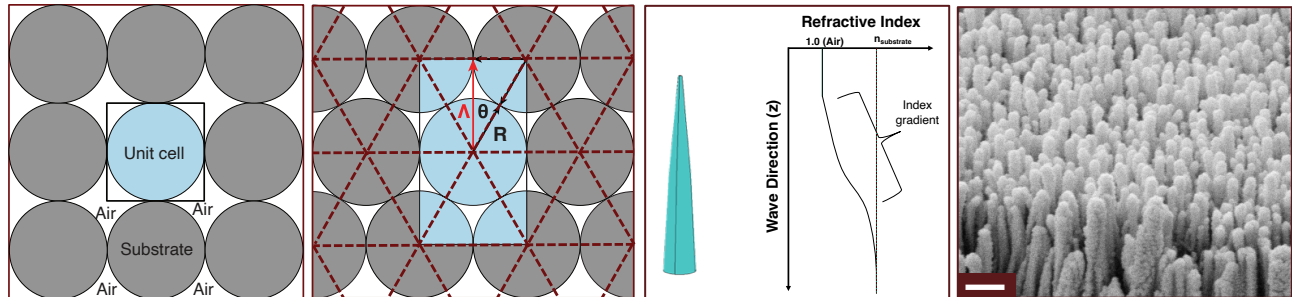 Unit cell
Air
Air
Substrate
Air
Air
Λ
θ
R
Refractive Index
1.0 (Air)
nsubstrate
Index
gradient
Wave Direction (z)